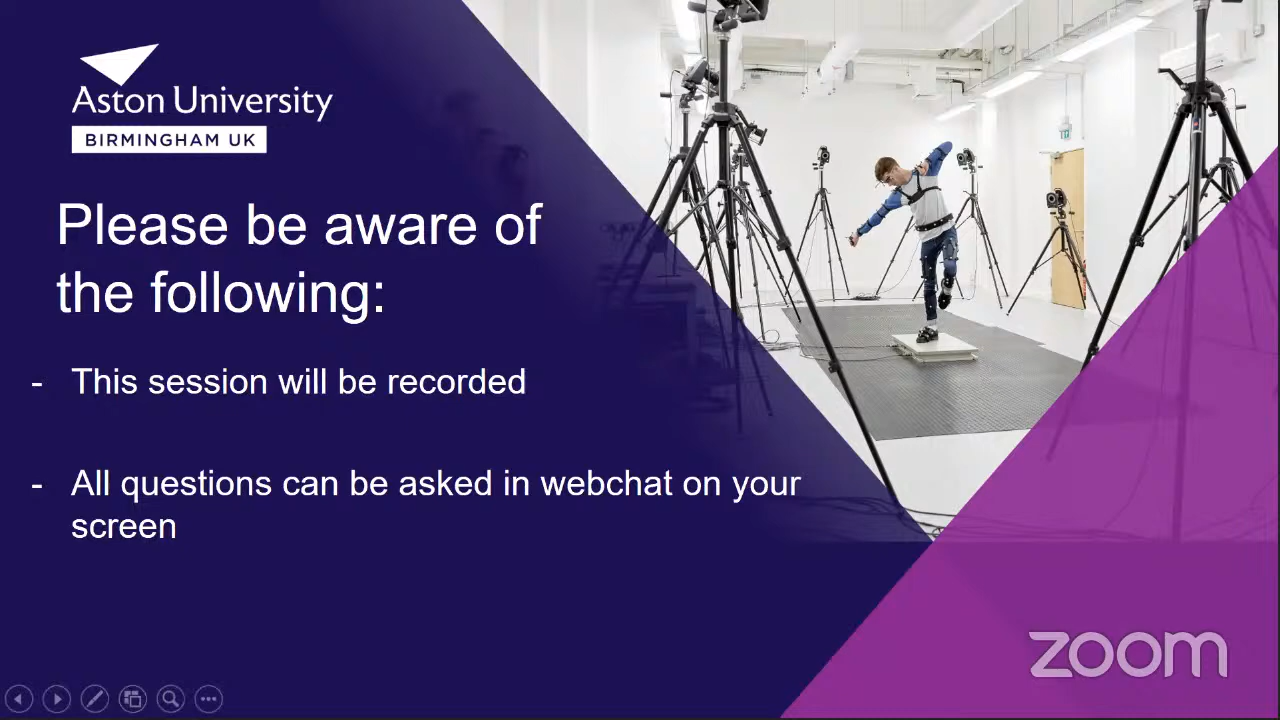 Aston University
BIRMINGHAM UK
Please be aware of
the following:
- This session will be recorded
- All questions can be asked in webchat on your
screen
zoom